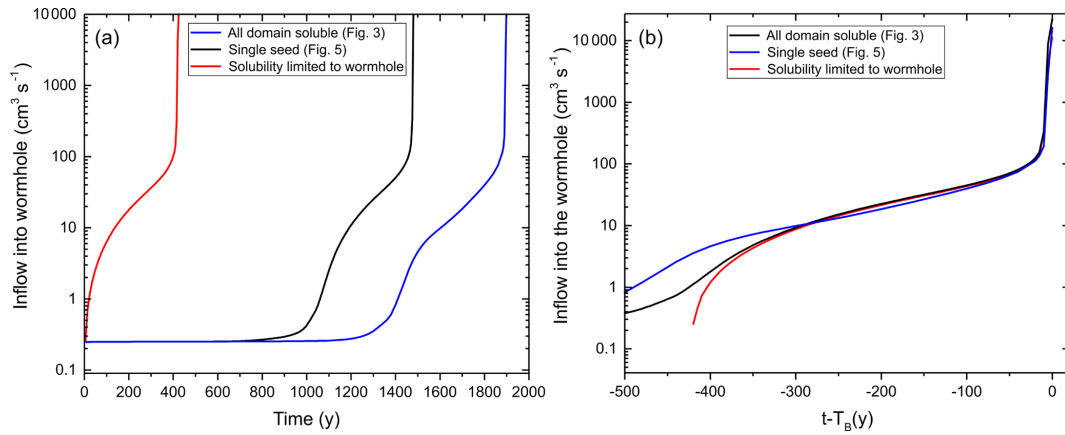 (a)
All domain soluble (Fig. 3)
Single seed (Fig. 5)
Solubility limited to wormhole
Inflow into wormhole (cm³ s⁻¹)
10 000
1000
100
10
1
0.1
0 200 400 600 800 1000 1200 1400 1600 1800 2000
Time (y)
(b)
All domain soluble (Fig. 3)
Single seed (Fig. 5)
Solubility limited to wormhole
Inflow into the wormhole (cm³ s⁻¹)
10 000
1000
100
10
1
0.1
-500 -400 -300 -200 -100 0
t-T_B(y)